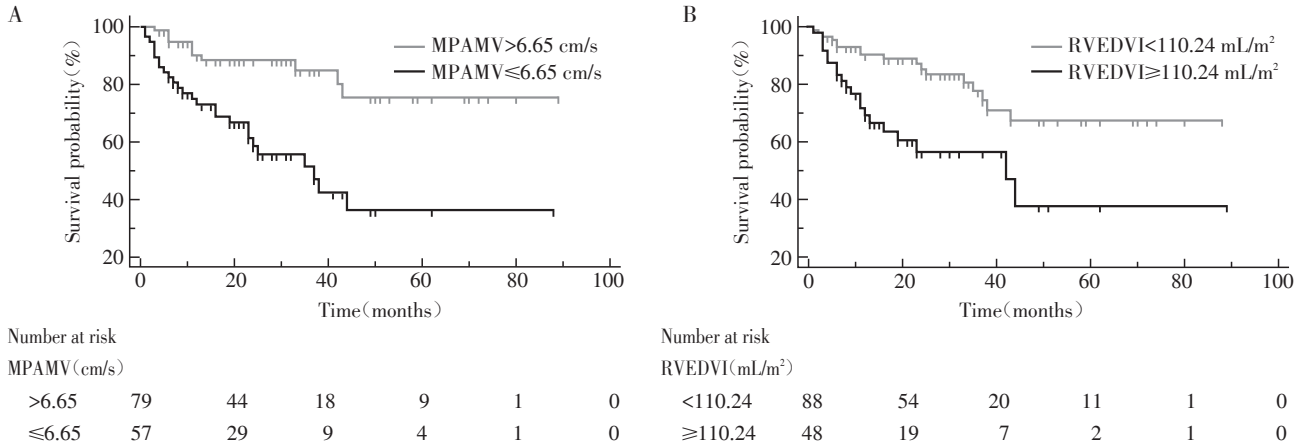 A
100
80
60
40
20
Survival probability(%)
MPAMV>6.65 cm/s
MPAMV≤6.65 cm/s
0 20 40 60 80 100
Time(months)
Number at risk
MPAMV(cm/s)
>6.65 79 44 18 9 1 0
≤6.65 57 29 9 4 1 0
B
100
80
60
40
20
Survival probability(%)
RVEDVI<110.24 mL/m²
RVEDVI≥110.24 mL/m²
0 20 40 60 80 100
Time(months)
Number at risk
RVEDVI(mL/m²)
<110.24 88 54 20 11 1 0
≥110.24 48 19 7 2 1 0